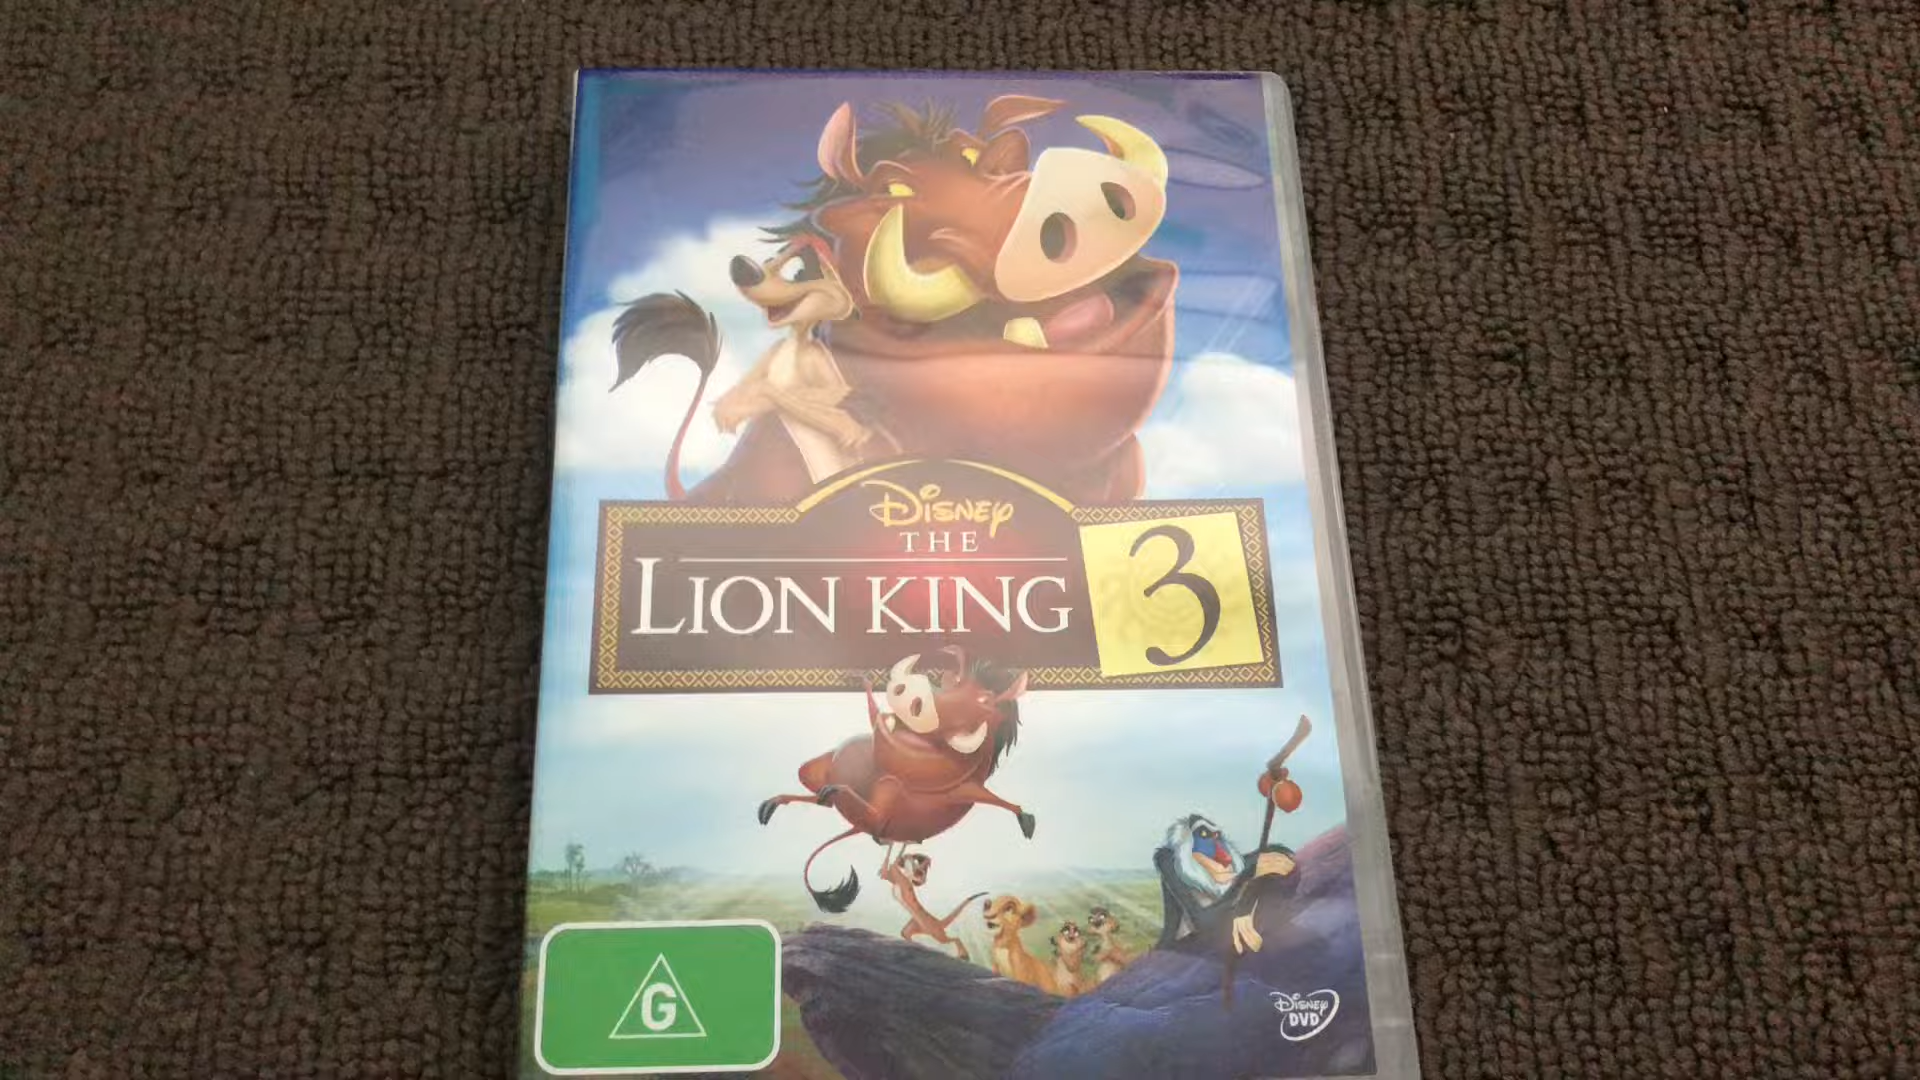 Disney
THE
LION KING 3
G
Disney
DVD